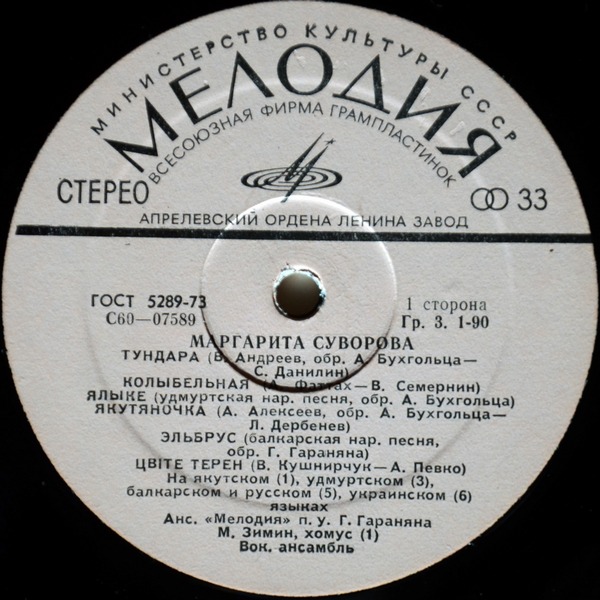 МИНИСТЕРСТВО КУЛЬТУРЫ СССР
МЕЛОДИЯ
ВСЕСОЮЗНАЯ ФИРМА ГРАМПЛАСТИНОК
СТЕРЕО
33
АПРЕЛЕВСКИЙ ОРДЕНА ЛЕНИНА ЗАВОД
ГОСТ 5289-73
С60—07589
1 сторона
Гр. 3. 1-90
МАРГАРИТА СУВОРОВА
ТУНДАРА (В. Андреев, обр. А. Бухгольца—
С. Данилин)
КОЛЫБЕЛЬНАЯ (А. Фаттах—В. Семернин)
ЯЛЫКЕ (удмуртская нар. песня, обр. А. Бухгольца)
ЯКУТЯНОЧКА (А. Алексеев, обр. А. Бухгольца—
Л. Дербенев)
ЭЛЬБРУС (балкарская нар. песня,
обр. Г. Гараняна)
ЦВІТЕ ТЕРЕН (В. Кушнирчук—А. Певко)
На якутском (1), удмуртском (3),
балкарском и русском (5), украинском (6)
языках
Анс. «Мелодия» п. у. Г. Гараняна
М. Зимин, хомус (1)
Вок. ансамбль